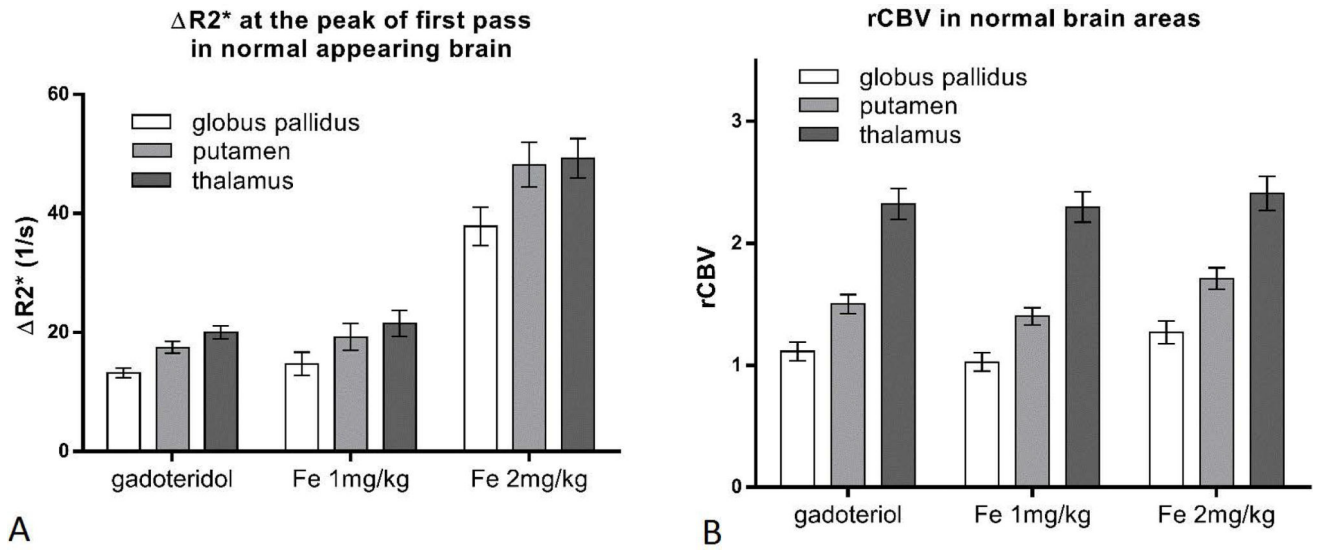 ΔR2* at the peak of first pass
in normal appearing brain
globus pallidus
putamen
thalamus
ΔR2* (1/s)
60
40
20
0
gadoteridol Fe 1mg/kg Fe 2mg/kg
A
rCBV in normal brain areas
globus pallidus
putamen
thalamus
rCBV
3
2
1
0
gadoteriol Fe 1mg/kg Fe 2mg/kg
B